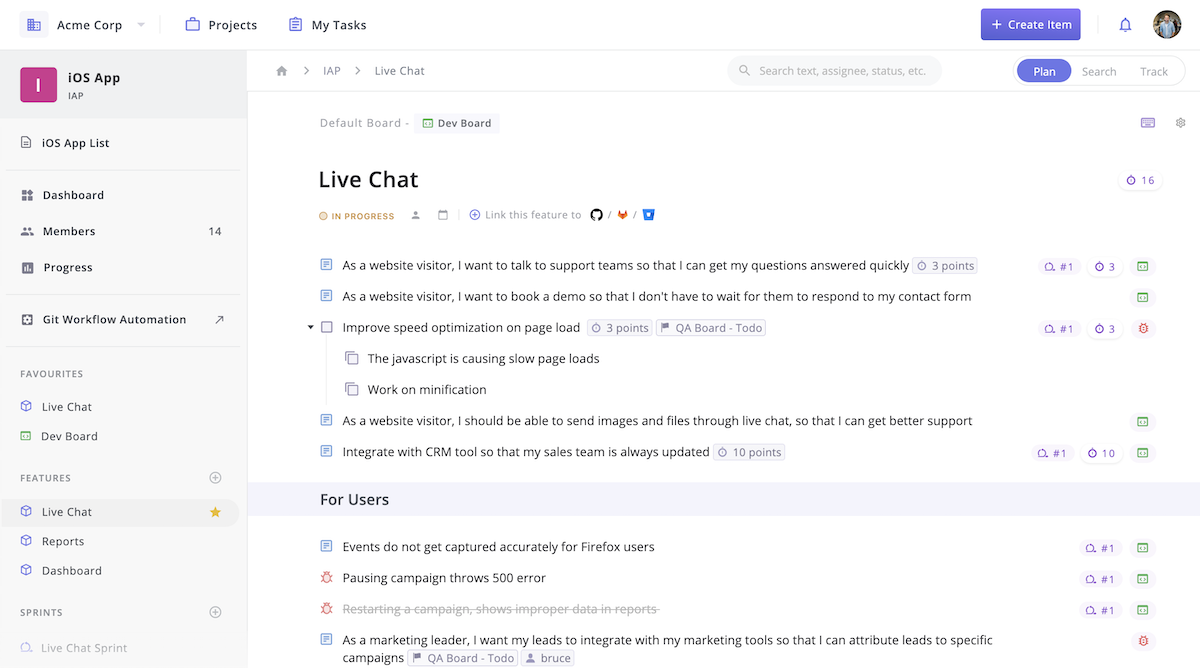 Acme Corp
Projects
My Tasks
+ Create Item
I
iOS App
IAP
IAP
Live Chat
Search text, assignee, status, etc.
Plan
Search
Track
iOS App List
Dashboard
Members
14
Progress
Git Workflow Automation
FAVOURITES
Live Chat
Dev Board
FEATURES
Live Chat
Reports
Dashboard
SPRINTS
Live Chat Sprint
Default Board - Dev Board
Live Chat
16
IN PROGRESS
Link this feature to / /
As a website visitor, I want to talk to support teams so that I can get my questions answered quickly 3 points #1 3
As a website visitor, I want to book a demo so that I don't have to wait for them to respond to my contact form
Improve speed optimization on page load 3 points QA Board - Todo #1 3
The javascript is causing slow page loads
Work on minification
As a website visitor, I should be able to send images and files through live chat, so that I can get better support
Integrate with CRM tool so that my sales team is always updated 10 points #1 10
For Users
Events do not get captured accurately for Firefox users #1
Pausing campaign throws 500 error #1
Restarting a campaign, shows improper data in reports #1
As a marketing leader, I want my leads to integrate with my marketing tools so that I can attribute leads to specific
campaigns QA Board - Todo bruce